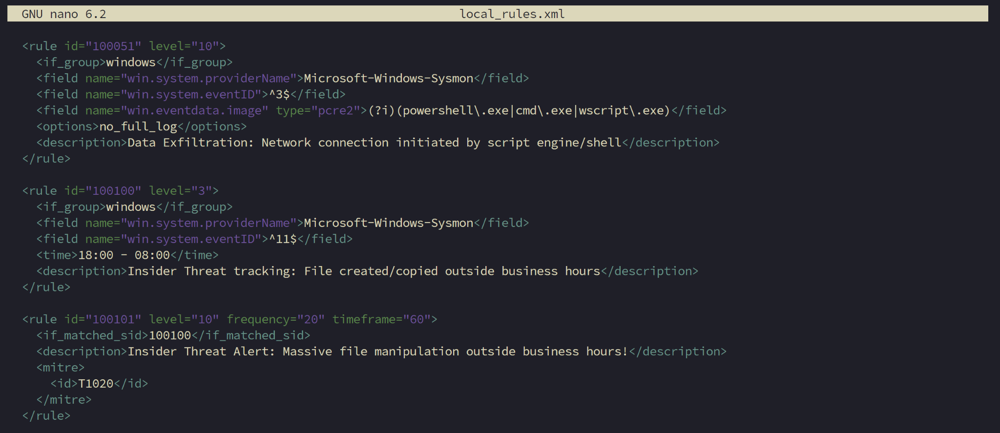 GNU nano 6.2 local_rules.xml
<rule id="100051" level="10">
<if_group>windows</if_group>
<field name="win.system.providerName">Microsoft-Windows-Sysmon</field>
<field name="win.system.eventID">^3$</field>
<field name="win.eventdata.image" type="pcre2">(?i)(powershell\.exe|cmd\.exe|wscript\.exe)</field>
<options>no_full_log</options>
<description>Data Exfiltration: Network connection initiated by script engine/shell</description>
</rule>
<rule id="100100" level="3">
<if_group>windows</if_group>
<field name="win.system.providerName">Microsoft-Windows-Sysmon</field>
<field name="win.system.eventID">^11$</field>
<time>18:00 - 08:00</time>
<description>Insider Threat tracking: File created/copied outside business hours</description>
</rule>
<rule id="100101" level="10" frequency="20" timeframe="60">
<if_matched_sid>100100</if_matched_sid>
<description>Insider Threat Alert: Massive file manipulation outside business hours!</description>
<mitre>
<id>T1020</id>
</mitre>
</rule>